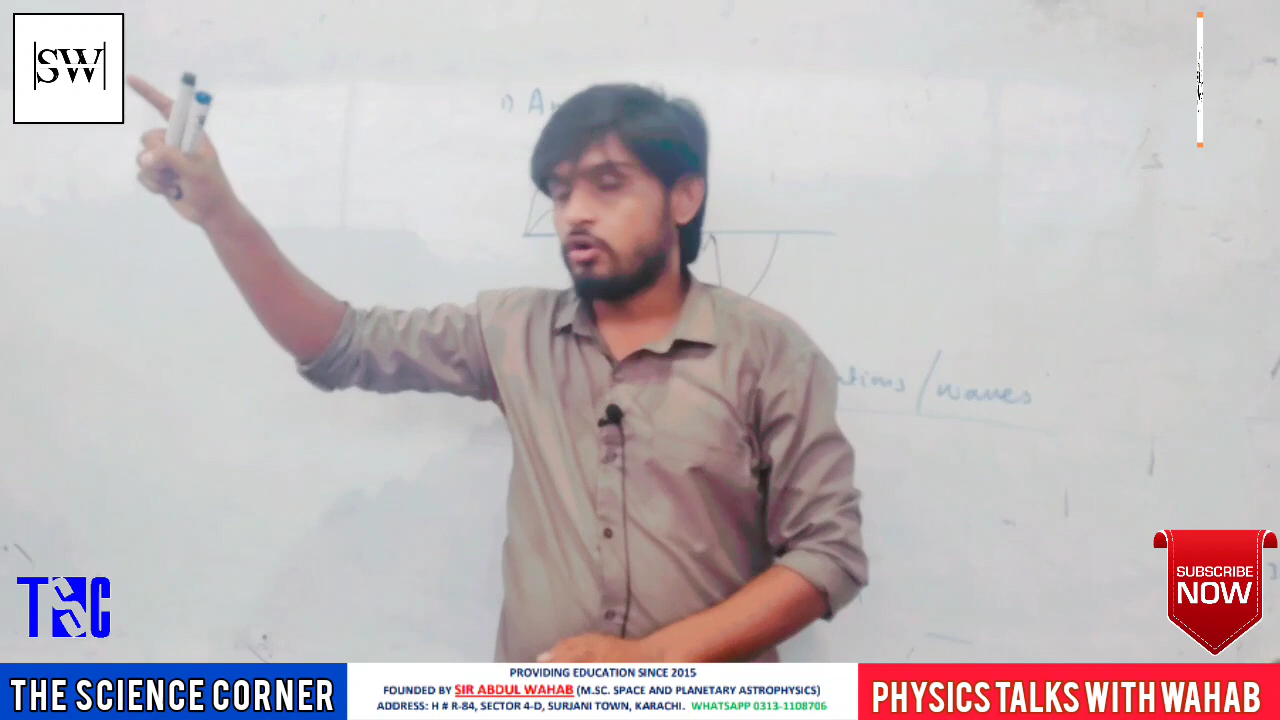 |SW|
waves
SUBSCRIBE
NOW
TSC
THE SCIENCE CORNER
PROVIDING EDUCATION SINCE 2015
FOUNDED BY SIR ABDUL WAHAB (M.SC. SPACE AND PLANETARY ASTROPHYSICS)
ADDRESS: H # R-84, SECTOR 4-D, SURJANI TOWN, KARACHI. WHATSAPP 0313-1108706
PHYSICS TALKS WITH WAHAB